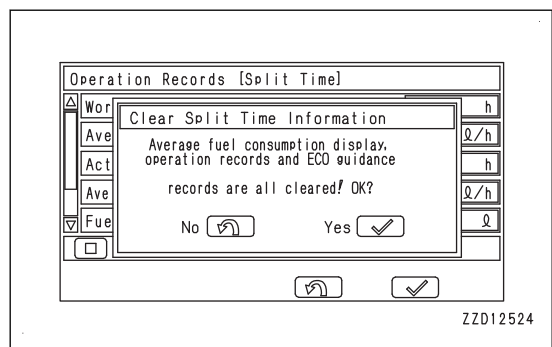 Operation Records [Split Time]
Wor h
Clear Split Time Information
Ave ℓ/h
Average fuel consumption display,
operation records and ECO guidance
Act h
records are all cleared! OK?
Ave ℓ/h
Fue ℓ
No Yes
ZZD12524